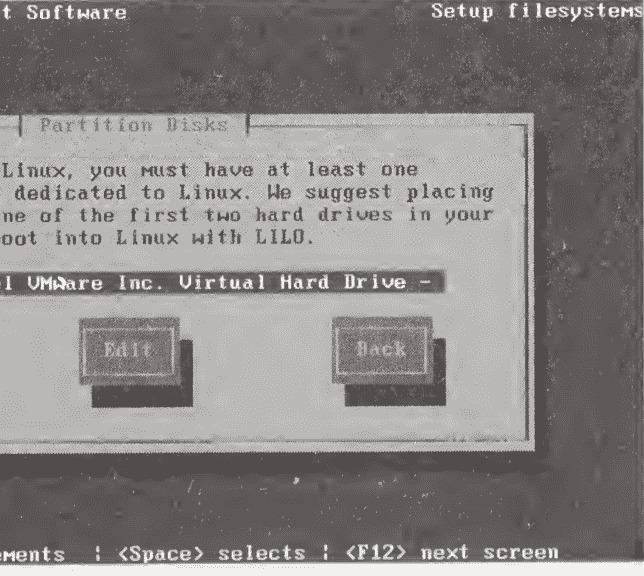 t Software Setup filesystems
Partition Disks
Linux, you must have at least one
dedicated to Linux. We suggest placing
ne of the first two hard drives in your
oot into Linux with LILO.
el VMWare Inc. Virtual Hard Drive -
Edit Back
ements | <Space> selects | <F12> next screen